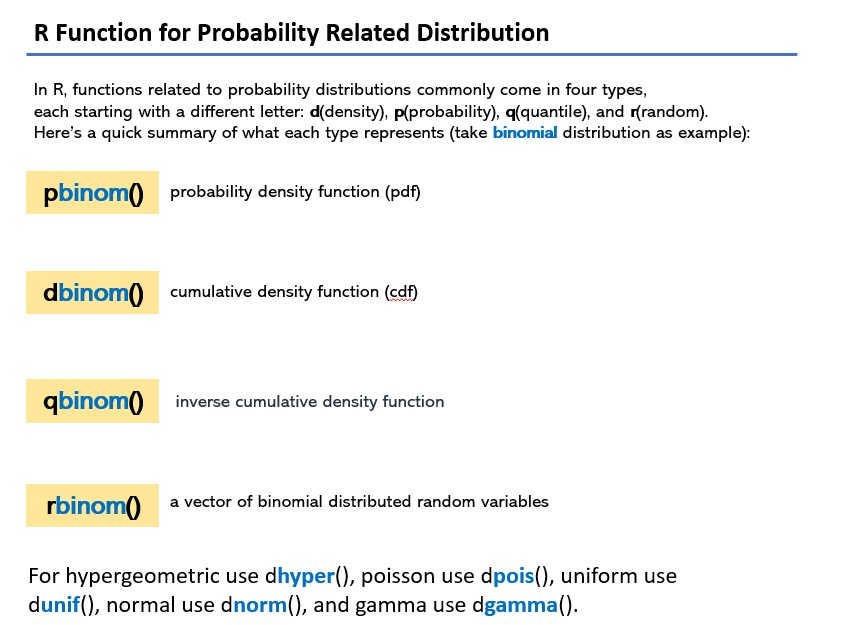 R Function for Probability Related Distribution
In R, functions related to probability distributions commonly come in four types,
each starting with a different letter: d(density), p(probability), q(quantile), and r(random).
Here's a quick summary of what each type represents (take binomial distribution as example):
pbinom() probability density function (pdf)
dbinom() cumulative density function (cdf)
qbinom() inverse cumulative density function
rbinom() a vector of binomial distributed random variables
For hypergeometric use dhyper(), poisson use dpois(), uniform use
dunif(), normal use dnorm(), and gamma use dgamma().